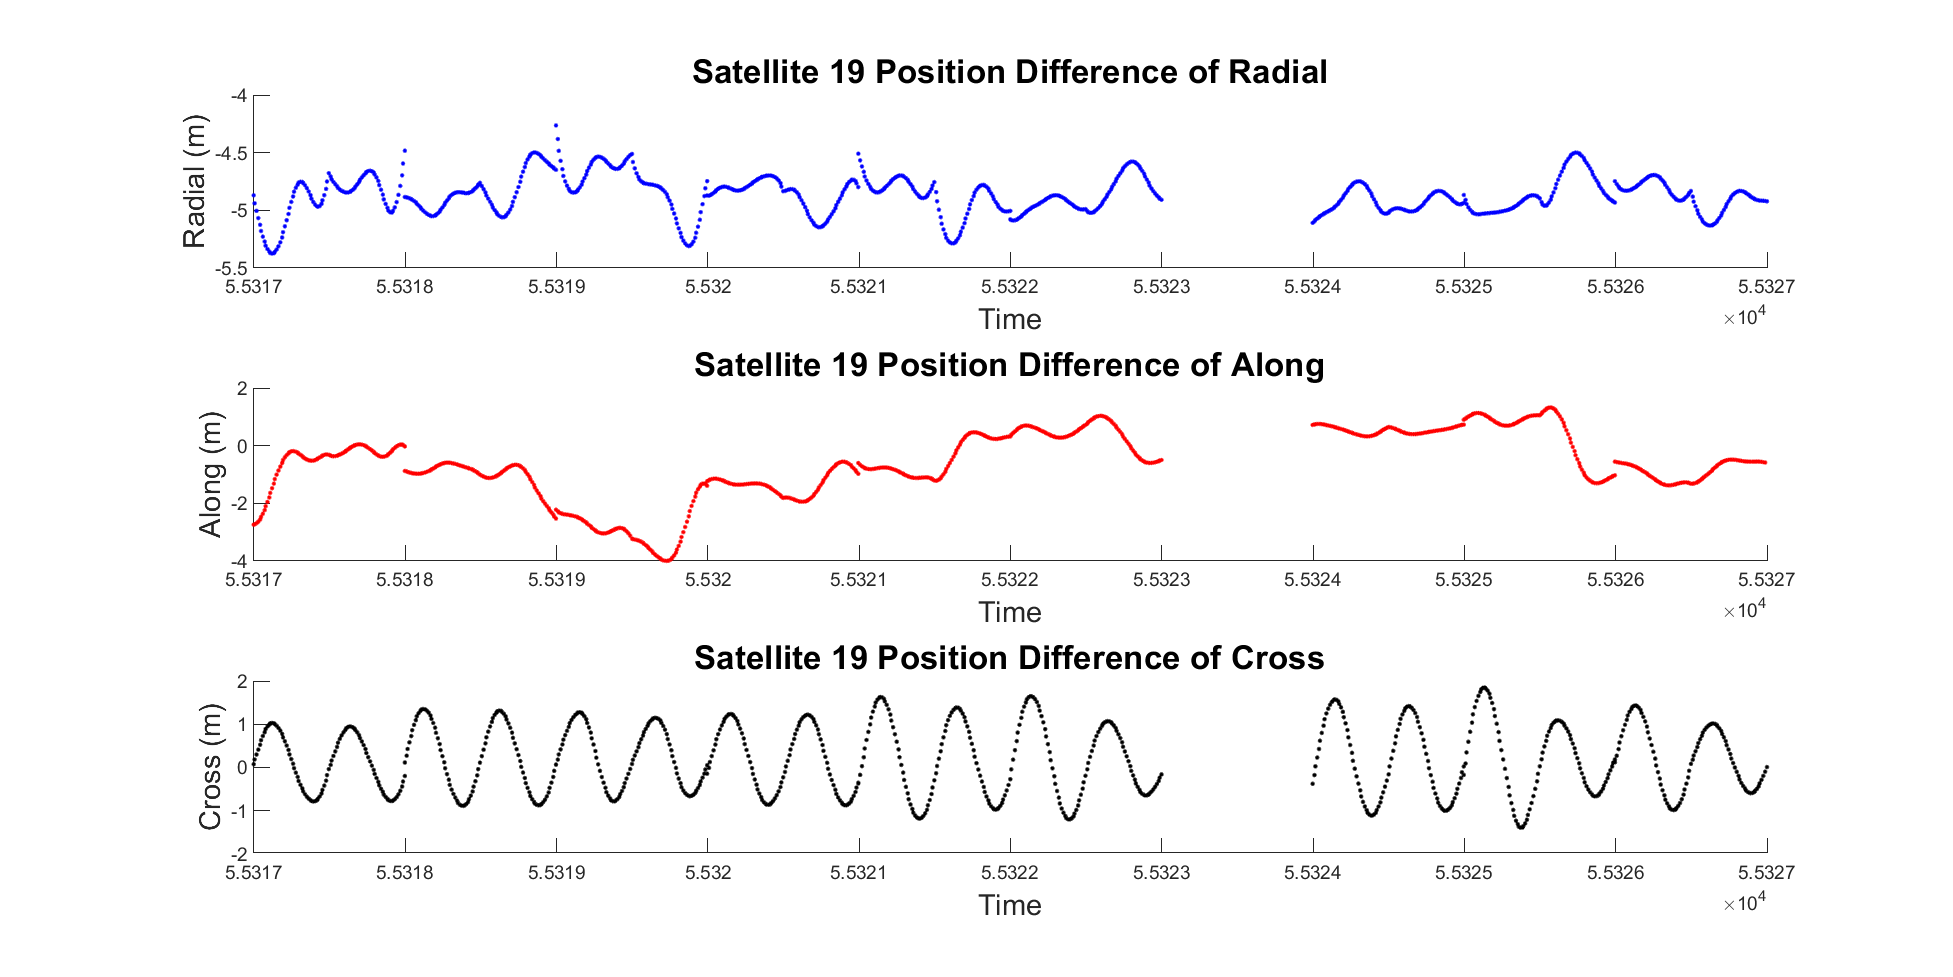 Satellite 19 Position Difference of Radial
Radial (m)
-4
-4.5
-5
-5.5
5.5317 5.5318 5.5319 5.532 5.5321 5.5322 5.5323 5.5324 5.5325 5.5326 5.5327
Time
×10^4
Satellite 19 Position Difference of Along
Along (m)
2
0
-2
-4
5.5317 5.5318 5.5319 5.532 5.5321 5.5322 5.5323 5.5324 5.5325 5.5326 5.5327
Time
×10^4
Satellite 19 Position Difference of Cross
Cross (m)
2
1
0
-1
-2
5.5317 5.5318 5.5319 5.532 5.5321 5.5322 5.5323 5.5324 5.5325 5.5326 5.5327
Time
×10^4